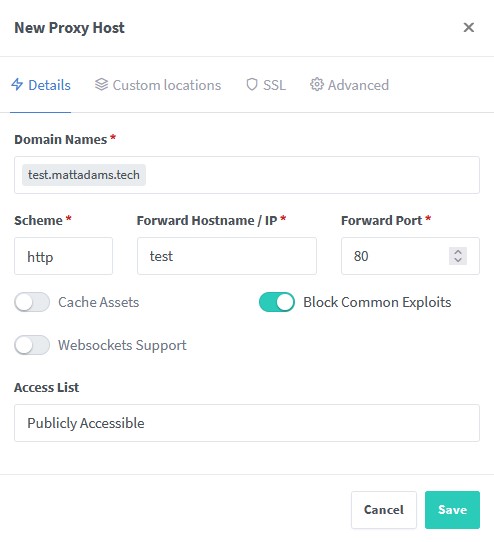 New Proxy Host
Details Custom locations SSL Advanced
Domain Names *
test.mattadams.tech
Scheme * Forward Hostname / IP * Forward Port *
http test 80
Cache Assets Block Common Exploits
Websockets Support
Access List
Publicly Accessible
Cancel Save